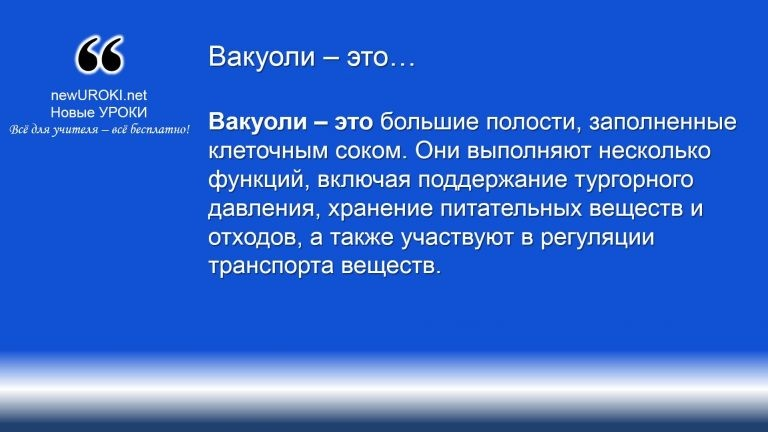 newUROKI.net
Новые УРОКИ
Всё для учителя – всё бесплатно!
Вакуоли – это…
Вакуоли – это большие полости, заполненные
клеточным соком. Они выполняют несколько
функций, включая поддержание тургорного
давления, хранение питательных веществ и
отходов, а также участвуют в регуляции
транспорта веществ.